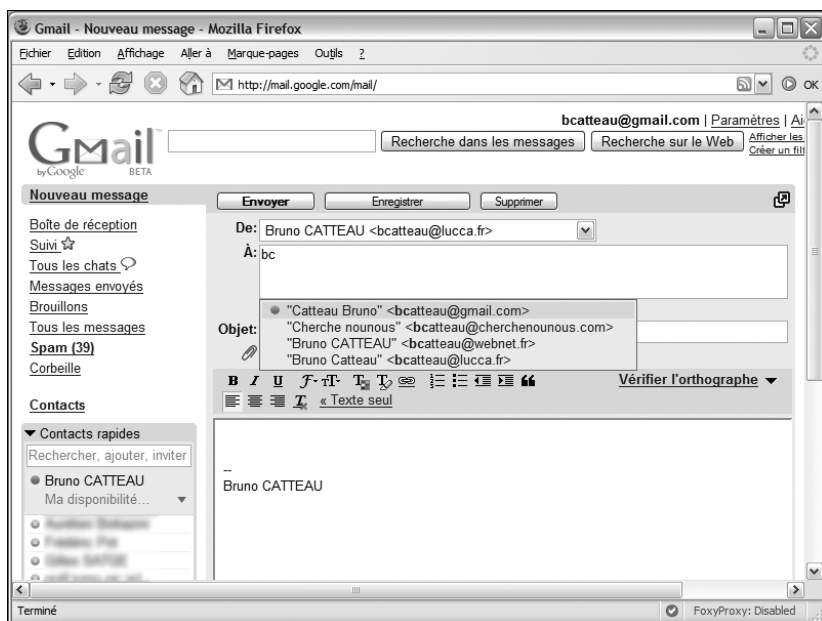 Gmail - Nouveau message - Mozilla Firefox
Fichier Edition Affichage Aller à Marque-pages Outils ?
http://mail.google.com/mail/ OK
bcatteau@gmail.com | Paramètres | Ai
Gmail by Google BETA
Recherche dans les messages Recherche sur le Web
Afficher les
Créer un filt
Nouveau message
Envoyer Enregistrer Supprimer
Boîte de réception
Suivi
Tous les chats
Messages envoyés
Brouillons
Tous les messages
Spam (39)
Corbeille
Contacts
De: Bruno CATTEAU <bcatteau@lucca.fr>
À: bc
"Catteau Bruno" <bcatteau@gmail.com>
"Cherche nounous" <bcatteau@cherchenounous.com>
"Bruno CATTEAU" <bcatteau@webnet.fr>
"Bruno Catteau" <bcatteau@lucca.fr>
Objet:
B I U
Vérifier l'orthographe
« Texte seul
Contacts rapides
Rechercher, ajouter, inviter
Bruno CATTEAU
Ma disponibilité...
--
Bruno CATTEAU
Terminé
FoxyProxy: Disabled